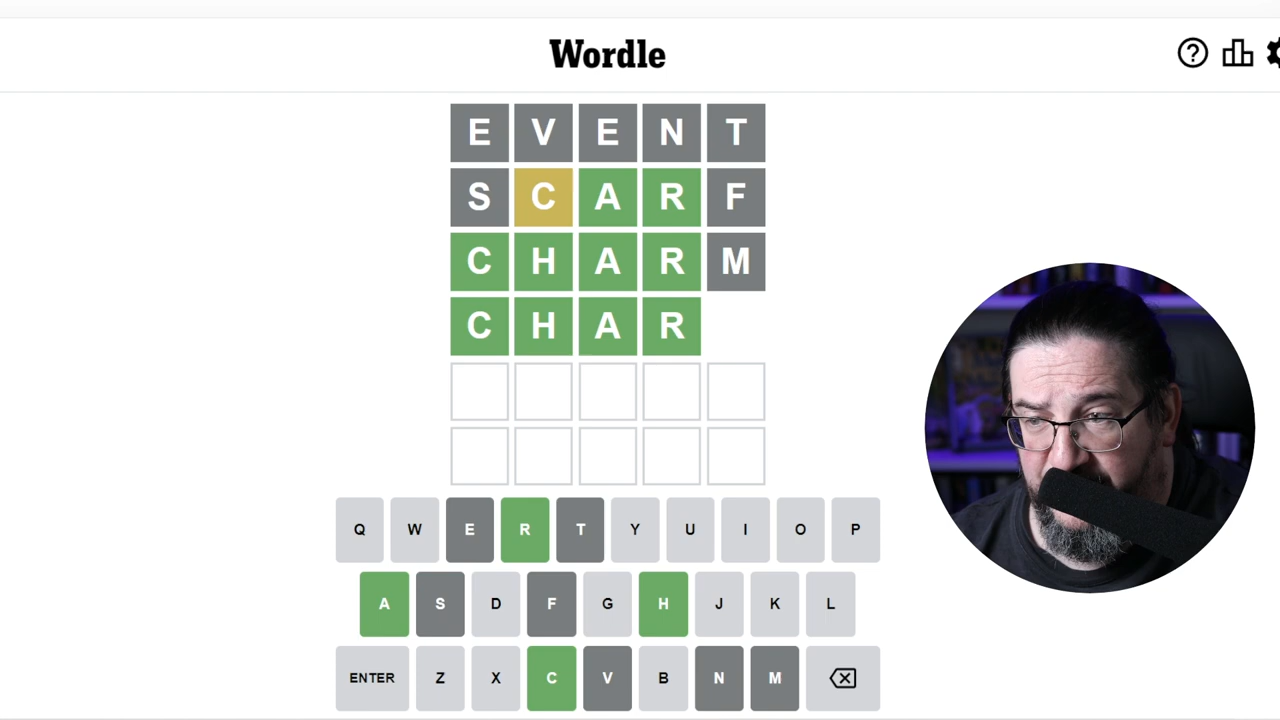 Wordle
E V E N T
S C A R F
C H A R M
C H A R
Q W E R T Y U I O P
A S D F G H J K L
ENTER Z X C V B N M